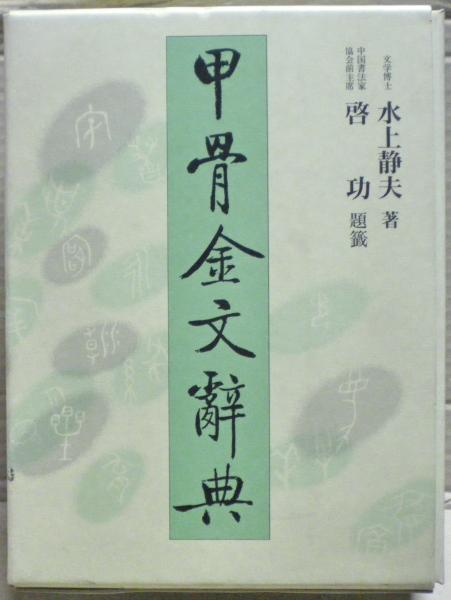 文学博士
水上静夫 著
中国書法家
協会前主席
啓功 題籤
甲骨金文辭典